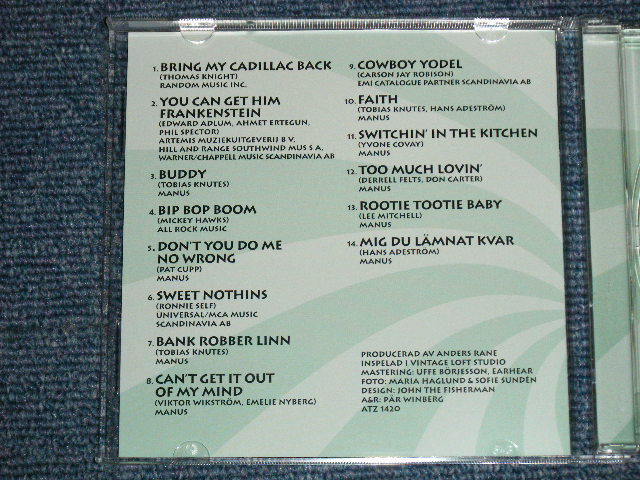 1. BRING MY CADILLAC BACK
(THOMAS KNIGHT)
RANDOM MUSIC INC.
2. YOU CAN GET HIM
FRANKENSTEIN
(EDWARD ADLUM, AHMET ERTEGUN,
PHIL SPECTOR)
ARTEMIS MUZIEKUITGEVERIJ B V.
HILL AND RANGE SOUTHWIND MUS S A,
WARNER/CHAPPELL MUSIC SCANDINAVIA AB
3. BUDDY
(TOBIAS KNUTES)
MANUS
4. BIP BOP BOOM
(MICKEY HAWKS)
ALL ROCK MUSIC
5. DON'T YOU DO ME
NO WRONG
(PAT CUPP)
MANUS
6. SWEET NOTHINS
(RONNIE SELF)
UNIVERSAL/MCA MUSIC
SCANDINAVIA AB
7. BANK ROBBER LINN
(TOBIAS KNUTES)
MANUS
8. CAN'T GET IT OUT
OF MY MIND
(VIKTOR WIKSTRÖM, EMELIE NYBERG)
MANUS
9. COWBOY YODEL
(CARSON JAY ROBISON)
EMI CATALOGUE PARTNER SCANDINAVIA AB
10. FAITH
(TOBIAS KNUTES, HANS ADESTRÖM)
MANUS
11. SWITCHIN' IN THE KITCHEN
(YVONE COVAY)
MANUS
12. TOO MUCH LOVIN'
(DERRELL FELTS, DON CARTER)
MANUS
13. ROOTIE TOOTIE BABY
(LEE MITCHELL)
MANUS
14. MIG DU LÄMNAT KVAR
(HANS ADESTRÖM)
MANUS
PRODUCERAD AV ANDERS RANE
INSPELAD I VINTAGE LOFT STUDIO
MASTERING: UFFE BÖRJESSON, EARHEAR
FOTO: MARIA HAGLUND & SOFIE SUNDÉN
DESIGN: JOHN THE FISHERMAN
A&R: PÄR WINBERG
ATZ 1420